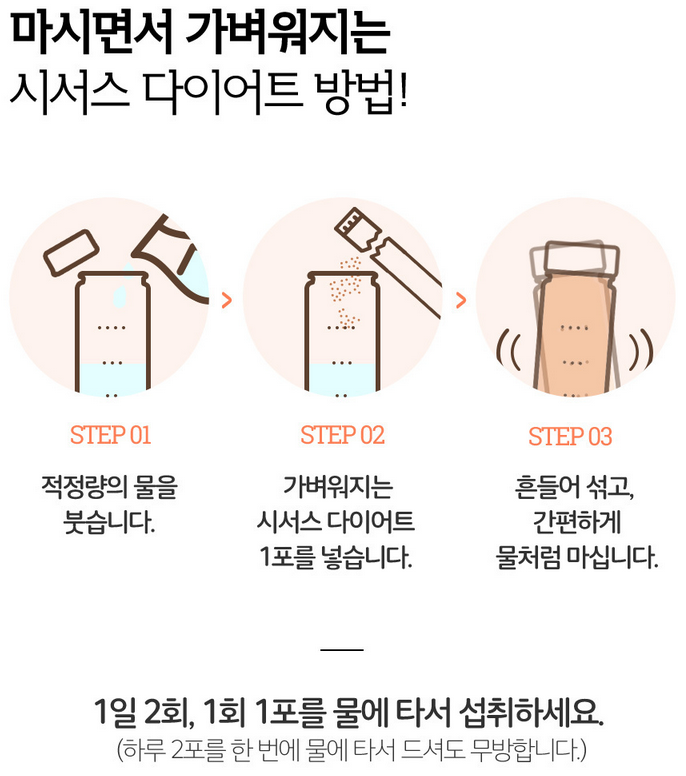 마시면서 가벼워지는
시서스 다이어트 방법!
STEP 01
STEP 02
STEP 03
적정량의 물을
붓습니다.
가벼워지는
시서스 다이어트
1포를 넣습니다.
흔들어 섞고,
간편하게
물처럼 마십니다.
1일 2회, 1회 1포를 물에 타서 섭취하세요.
(하루 2포를 한 번에 물에 타서 드셔도 무방합니다.)